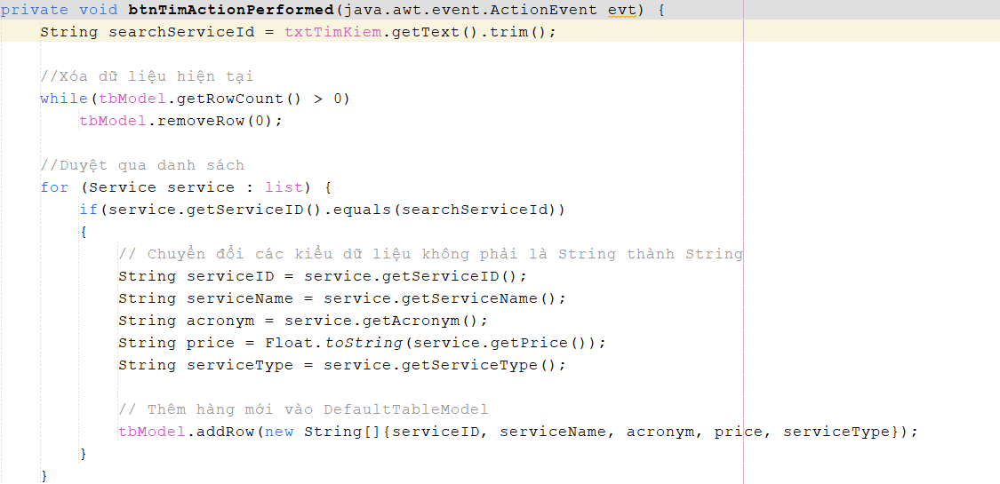 private void btnTimActionPerformed(java.awt.event.ActionEvent evt) {
    String searchServiceId = txtTimKiem.getText().trim();

    //Xóa dữ liệu hiện tại
    while(tbModel.getRowCount() > 0)
        tbModel.removeRow(0);

    //Duyệt qua danh sách
    for (Service service : list) {
        if(service.getServiceID().equals(searchServiceId))
        {
            // Chuyển đổi các kiểu dữ liệu không phải là String thành String
            String serviceID = service.getServiceID();
            String serviceName = service.getServiceName();
            String acronym = service.getAcronym();
            String price = Float.toString(service.getPrice());
            String serviceType = service.getServiceType();

            // Thêm hàng mới vào DefaultTableModel
            tbModel.addRow(new String[]{serviceID, serviceName, acronym, price, serviceType});
        }
    }